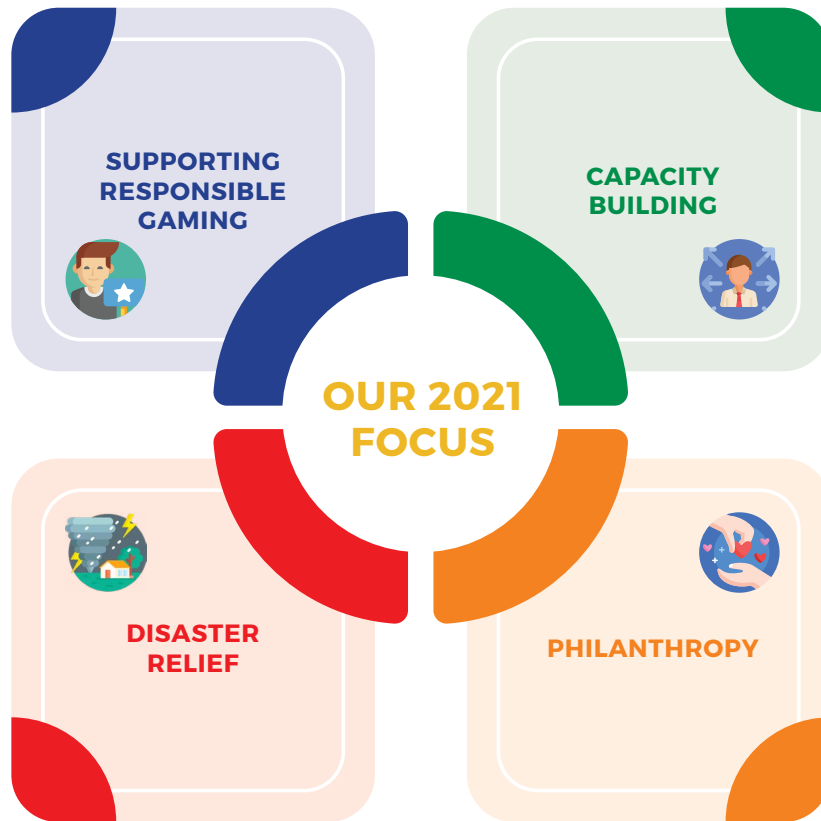 SUPPORTING
RESPONSIBLE
GAMING
CAPACITY
BUILDING
OUR 2021
FOCUS
DISASTER
RELIEF
PHILANTHROPY